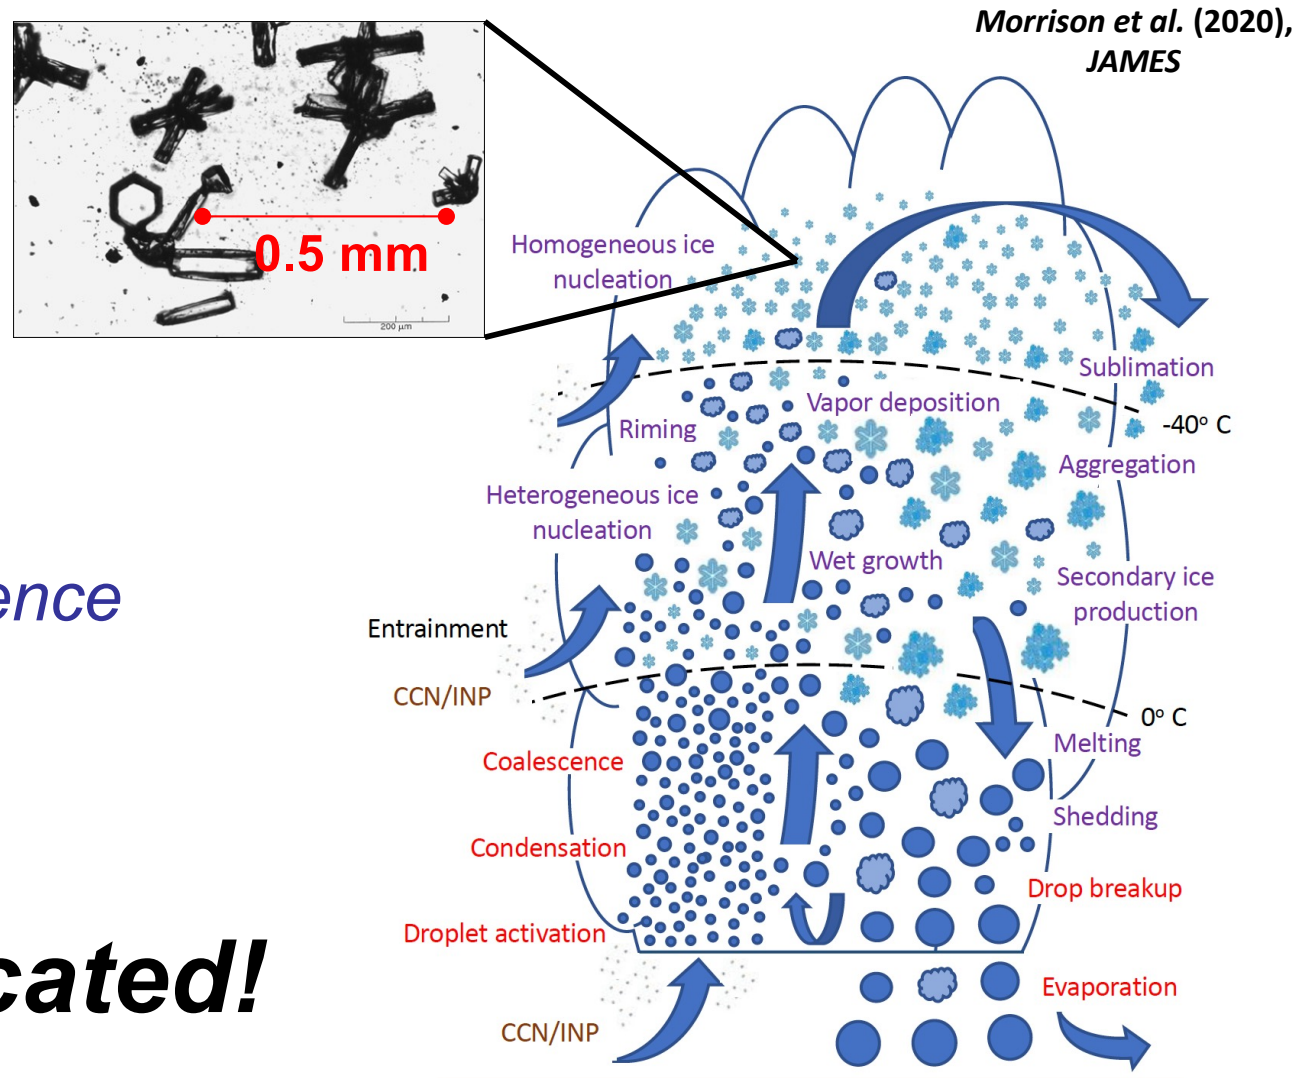 Morrison et al. (2020),
JAMES
0.5 mm
200 µm
Homogeneous ice
nucleation
Sublimation
Vapor deposition
-40° C
Riming
Aggregation
Heterogeneous ice
nucleation
Wet growth
Secondary ice
production
ence
Entrainment
CCN/INP
0° C
Melting
Coalescence
Shedding
Condensation
Drop breakup
Droplet activation
cated!
Evaporation
CCN/INP